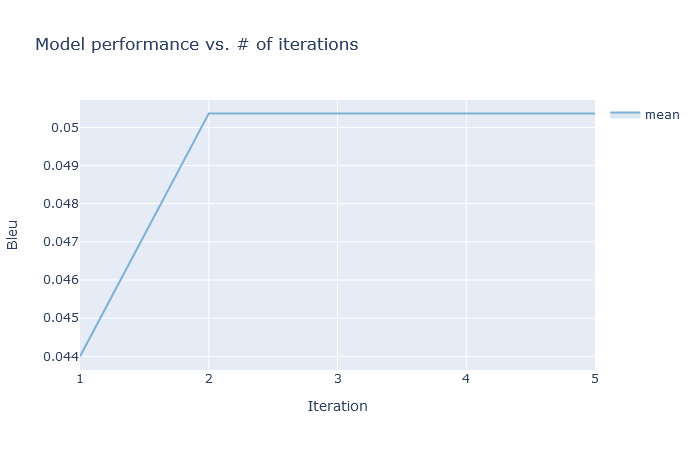 Model performance vs. # of iterations
mean
0.05
0.049
0.048
0.047
0.046
0.045
0.044
Bleu
1 2 3 4 5
Iteration